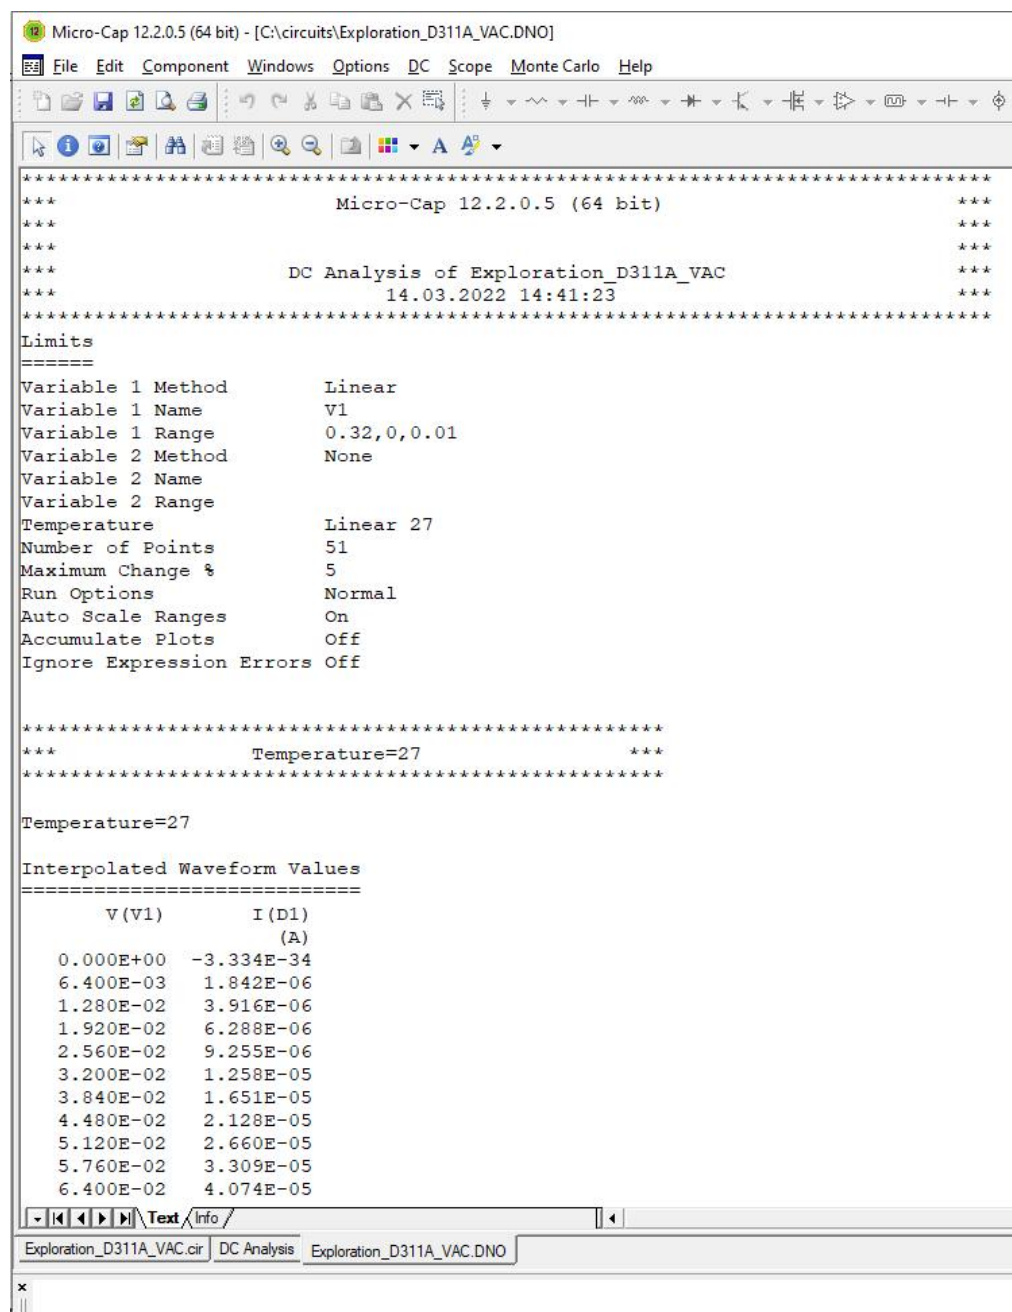 Micro-Cap 12.2.0.5 (64 bit) - [C:\circuits\Exploration_D311A_VAC.DNO]
File Edit Component Windows Options DC Scope Monte Carlo Help
*********************************************************************************
*** Micro-Cap 12.2.0.5 (64 bit) ***
*** ***
*** ***
*** DC Analysis of Exploration_D311A_VAC ***
*** 14.03.2022 14:41:23 ***
*********************************************************************************
Limits
======
Variable 1 Method Linear
Variable 1 Name V1
Variable 1 Range 0.32,0,0.01
Variable 2 Method None
Variable 2 Name
Variable 2 Range
Temperature Linear 27
Number of Points 51
Maximum Change % 5
Run Options Normal
Auto Scale Ranges On
Accumulate Plots Off
Ignore Expression Errors Off
******************************************************
*** Temperature=27 ***
******************************************************
Temperature=27
Interpolated Waveform Values
============================
V(V1) I(D1)
(A)
0.000E+00 -3.334E-34
6.400E-03 1.842E-06
1.280E-02 3.916E-06
1.920E-02 6.288E-06
2.560E-02 9.255E-06
3.200E-02 1.258E-05
3.840E-02 1.651E-05
4.480E-02 2.128E-05
5.120E-02 2.660E-05
5.760E-02 3.309E-05
6.400E-02 4.074E-05
Text Info
Exploration_D311A_VAC.cir DC Analysis Exploration_D311A_VAC.DNO